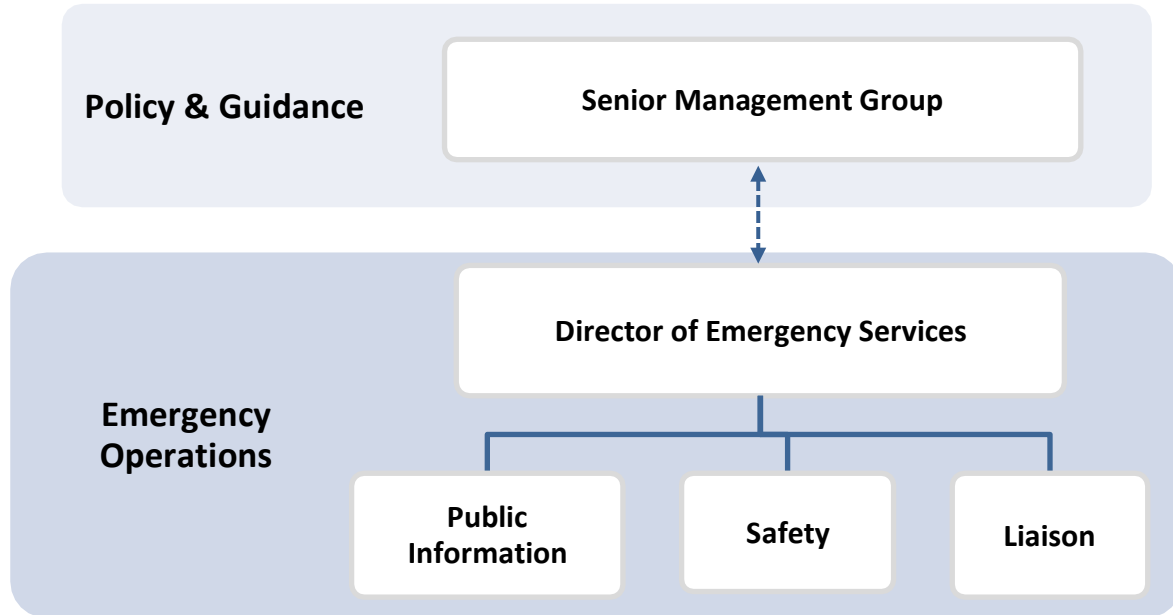 Policy & Guidance
Senior Management Group
Director of Emergency Services
Emergency
Operations
Public
Information
Safety
Liaison